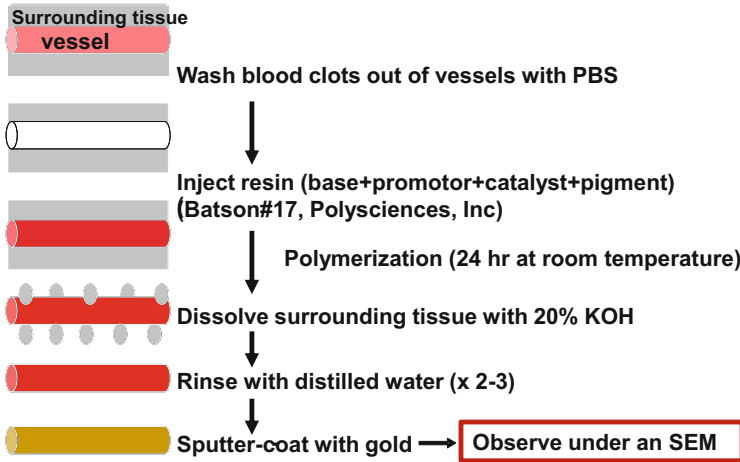 Surrounding tissue
vessel
Wash blood clots out of vessels with PBS
Inject resin (base+promotor+catalyst+pigment)
(Batson#17, Polysciences, Inc)
Polymerization (24 hr at room temperature)
Dissolve surrounding tissue with 20% KOH
Rinse with distilled water (x 2-3)
Sputter-coat with gold
Observe under an SEM